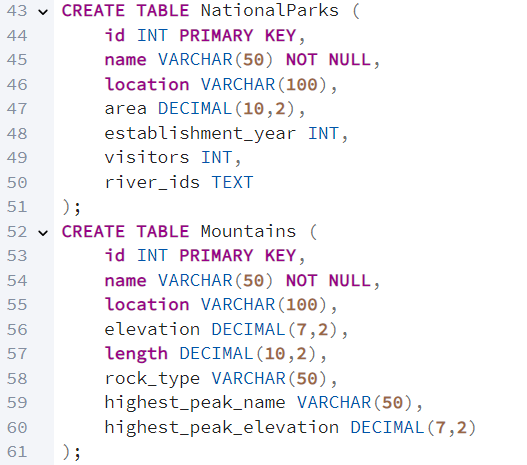 43 CREATE TABLE NationalParks (
44 id INT PRIMARY KEY,
45 name VARCHAR(50) NOT NULL,
46 location VARCHAR(100),
47 area DECIMAL(10,2),
48 establishment_year INT,
49 visitors INT,
50 river_ids TEXT
51 );
52 CREATE TABLE Mountains (
53 id INT PRIMARY KEY,
54 name VARCHAR(50) NOT NULL,
55 location VARCHAR(100),
56 elevation DECIMAL(7,2),
57 length DECIMAL(10,2),
58 rock_type VARCHAR(50),
59 highest_peak_name VARCHAR(50),
60 highest_peak_elevation DECIMAL(7,2)
61 );